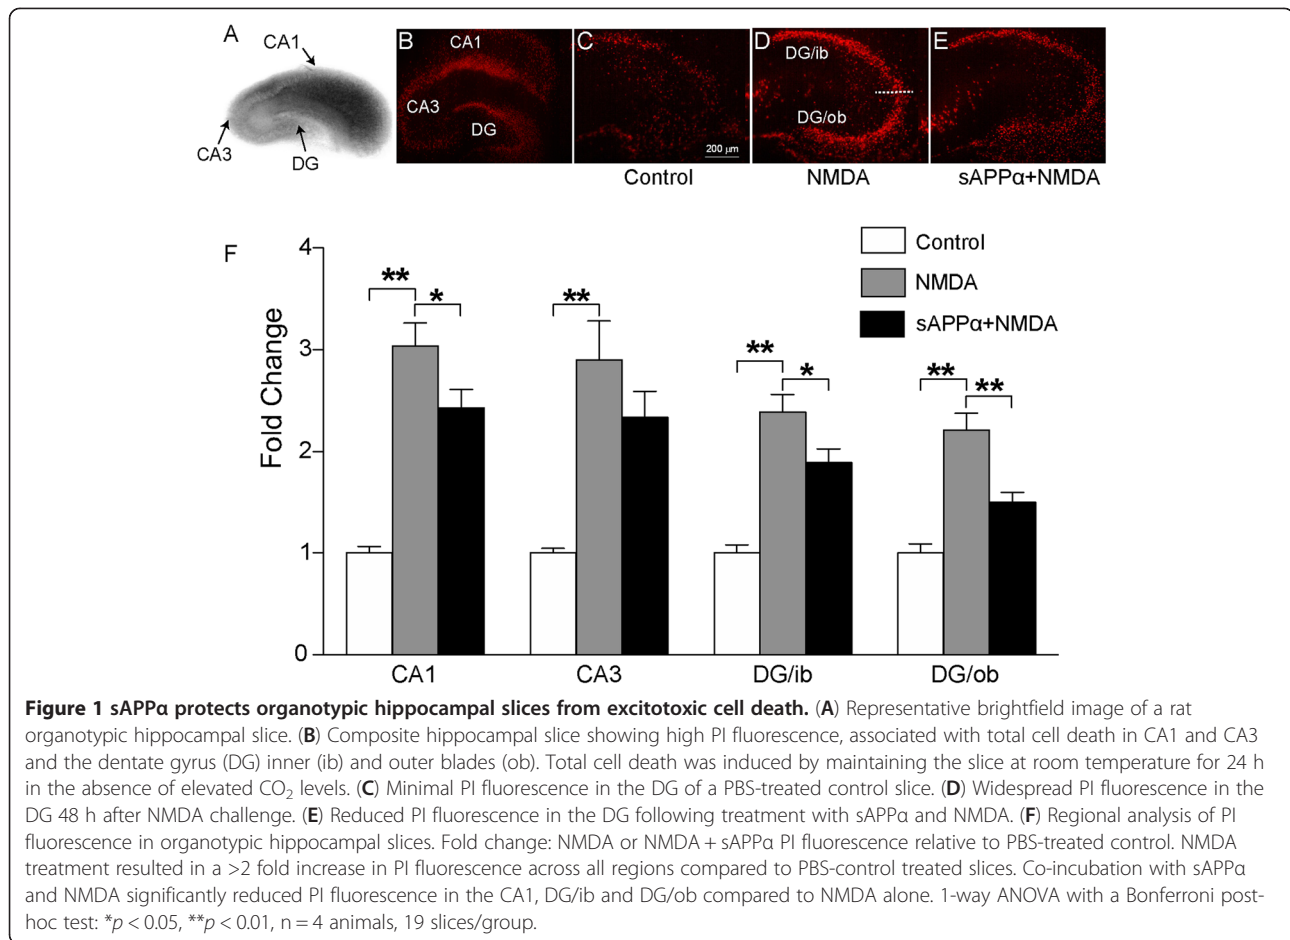 A
CA1
CA3
DG
B
CA1
CA3
DG
C
200 μm
D
DG/ib
DG/ob
E
Control
NMDA
sAPPα+NMDA
F
Control
NMDA
sAPPα+NMDA
Fold Change
4
3
2
1
0
** * ** ** * ** **
CA1 CA3 DG/ib DG/ob
Figure 1 sAPPα protects organotypic hippocampal slices from excitotoxic cell death. (A) Representative brightfield image of a rat
organotypic hippocampal slice. (B) Composite hippocampal slice showing high PI fluorescence, associated with total cell death in CA1 and CA3
and the dentate gyrus (DG) inner (ib) and outer blades (ob). Total cell death was induced by maintaining the slice at room temperature for 24 h
in the absence of elevated CO₂ levels. (C) Minimal PI fluorescence in the DG of a PBS-treated control slice. (D) Widespread PI fluorescence in the
DG 48 h after NMDA challenge. (E) Reduced PI fluorescence in the DG following treatment with sAPPα and NMDA. (F) Regional analysis of PI
fluorescence in organotypic hippocampal slices. Fold change: NMDA or NMDA + sAPPα PI fluorescence relative to PBS-treated control. NMDA
treatment resulted in a >2 fold increase in PI fluorescence across all regions compared to PBS-control treated slices. Co-incubation with sAPPα
and NMDA significantly reduced PI fluorescence in the CA1, DG/ib and DG/ob compared to NMDA alone. 1-way ANOVA with a Bonferroni post-
hoc test: *p < 0.05, **p < 0.01, n = 4 animals, 19 slices/group.